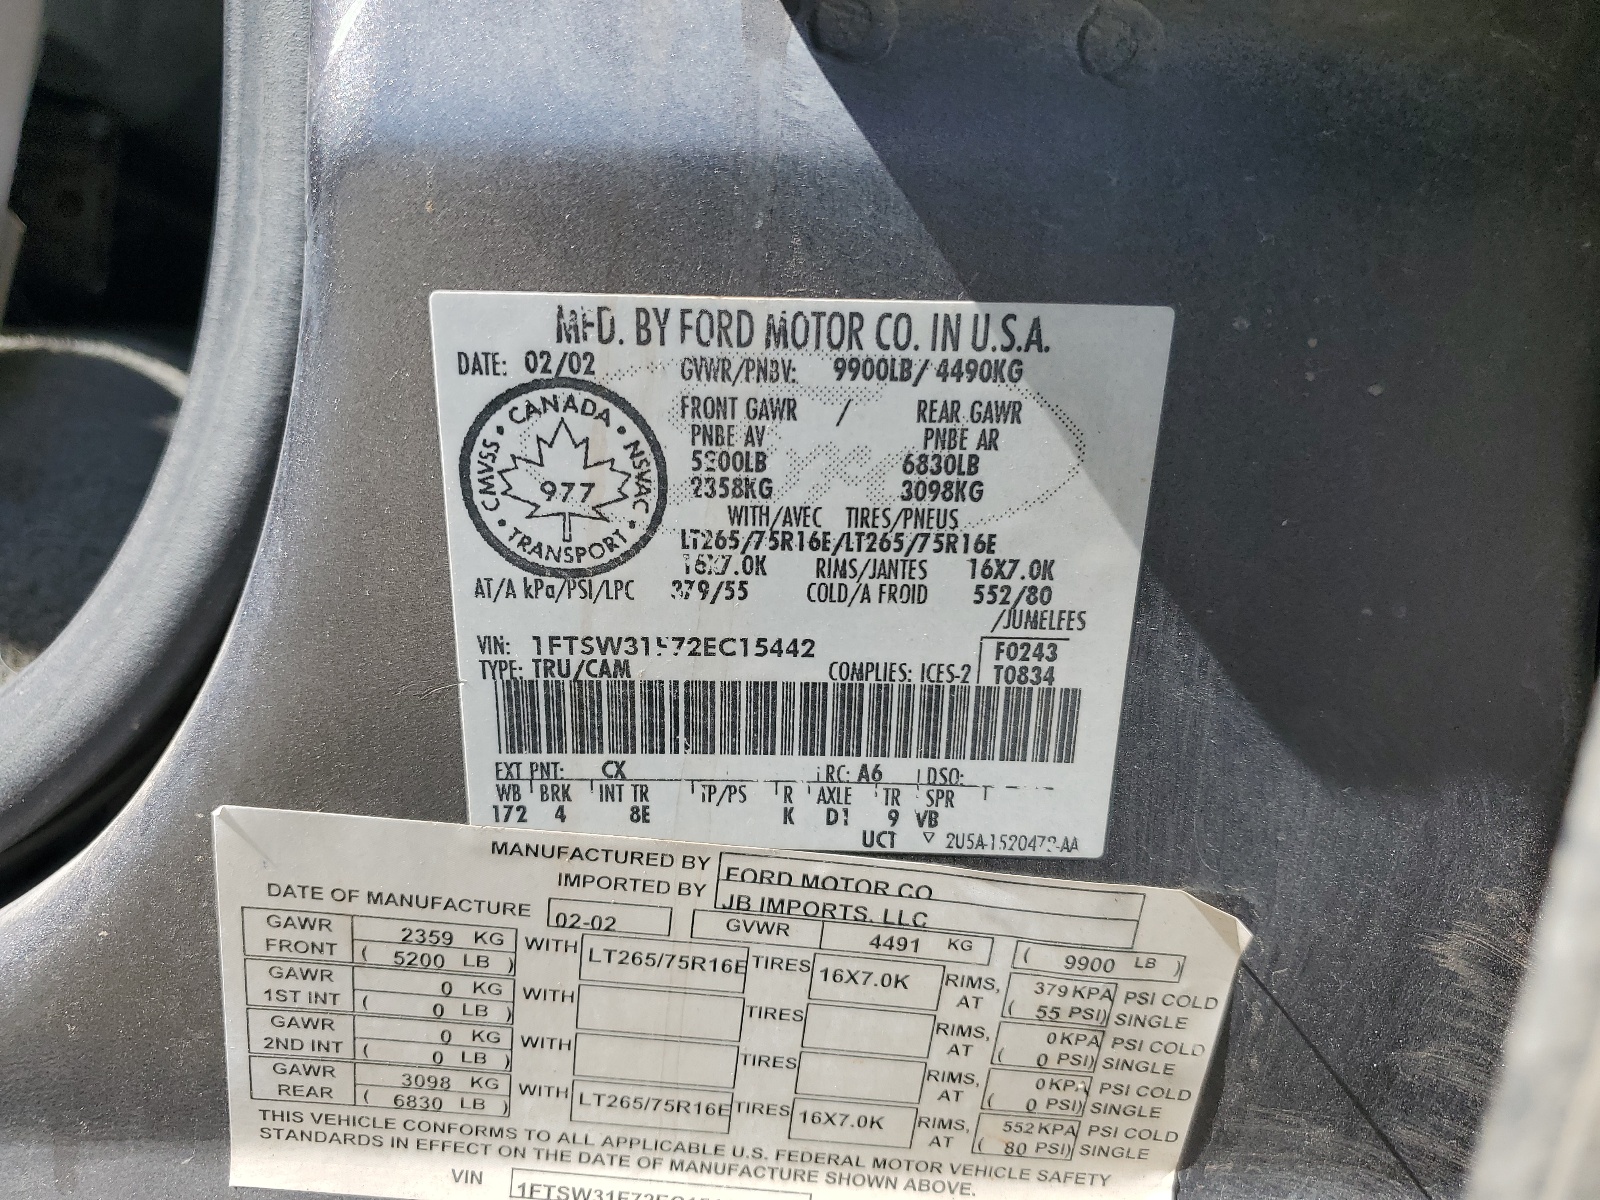 MFD. BY FORD MOTOR CO. IN U.S.A.
DATE: 02/02 GVWR/PNBV: 9900LB/ 4490KG
CANADA
CMVSS 977 NSVAC
TRANSPORT
FRONT GAWR / REAR GAWR
PNBE AV PNBE AR
5200LB 6830LB
2358KG 3098KG
WITH/AVEC TIRES/PNEUS
LT265/75R16E/LT265/75R16E
16X7.0K RIMS/JANTES 16X7.0K
AT/A kPa/PSI/LPC 379/55 COLD/A FROID 552/80
/JUMELEES
VIN: 1FTSW31F72EC15442 F0243
TYPE: TRU/CAM COMPLIES: ICES-2 T0834
EXT PNT: CX RC: A6 DSO:
WB BRK INT TR TP/PS R AXLE TR SPR
172 4 8E K D1 9 VB
UCT
MANUFACTURED BY FORD MOTOR CO
IMPORTED BY JB IMPORTS, LLC
DATE OF MANUFACTURE 02-02 GVWR 4491 KG ( 9900 LB )
GAWR 2359 KG WITH LT265/75R16E TIRES 16X7.0K RIMS, 379 KPA PSI COLD
FRONT ( 5200 LB ) AT ( 55 PSI) SINGLE
GAWR 0 KG WITH TIRES RIMS, 0 KPA PSI COLD
1ST INT ( 0 LB ) AT ( 0 PSI) SINGLE
GAWR 0 KG WITH TIRES RIMS, 0 KPA PSI COLD
2ND INT ( 0 LB ) AT ( 0 PSI) SINGLE
GAWR 3098 KG WITH LT265/75R16E TIRES 16X7.0K RIMS, 552 KPA PSI COLD
REAR ( 6830 LB ) AT ( 80 PSI) SINGLE
THIS VEHICLE CONFORMS TO ALL APPLICABLE U.S. FEDERAL MOTOR VEHICLE SAFETY
STANDARDS IN EFFECT ON THE DATE OF MANUFACTURE SHOWN ABOVE.
VIN